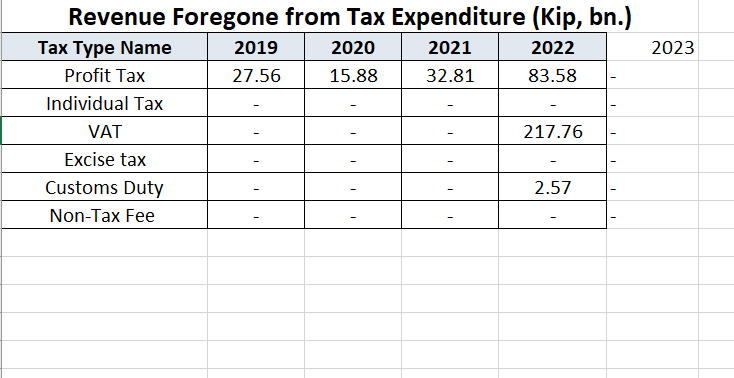 Revenue Foregone from Tax Expenditure (Kip, bn.)
Tax Type Name 2019 2020 2021 2022 2023
Profit Tax 27.56 15.88 32.81 83.58 -
Individual Tax - - - - -
VAT - - - 217.76 -
Excise tax - - - - -
Customs Duty - - - 2.57 -
Non-Tax Fee - - - - -